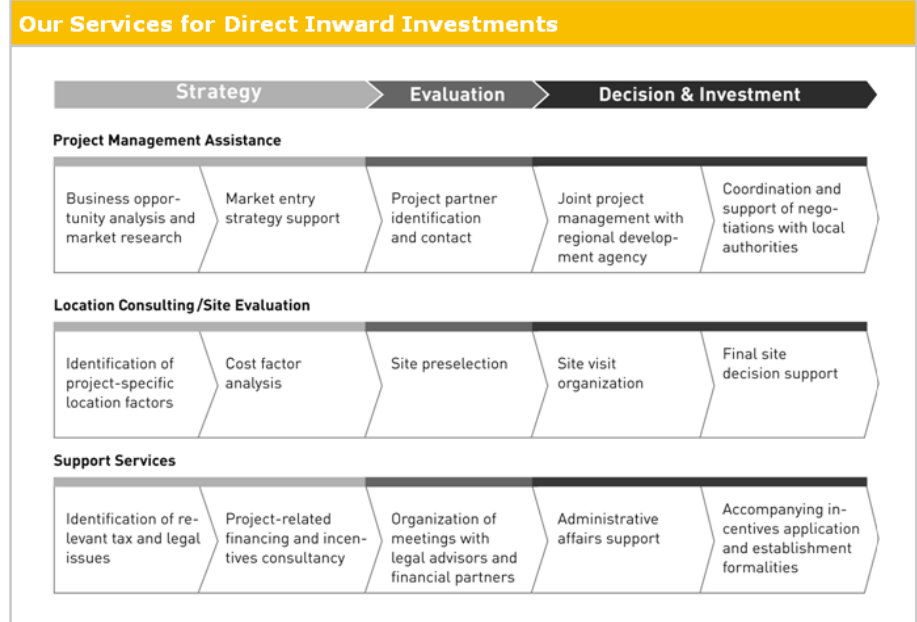 Our Services for Direct Inward Investments
Strategy
Evaluation
Decision & Investment
Project Management Assistance
Business oppor-
tunity analysis and
market research
Market entry
strategy support
Project partner
identification
and contact
Joint project
management with
regional develop-
ment agency
Coordination and
support of nego-
tiations with local
authorities
Location Consulting/Site Evaluation
Identification of
project-specific
location factors
Cost factor
analysis
Site preselection
Site visit
organization
Final site
decision support
Support Services
Identification of re-
levant tax and legal
issues
Project-related
financing and incen-
tives consultancy
Organization of
meetings with
legal advisors and
financial partners
Administrative
affairs support
Accompanying in-
centives application
and establishment
formalities